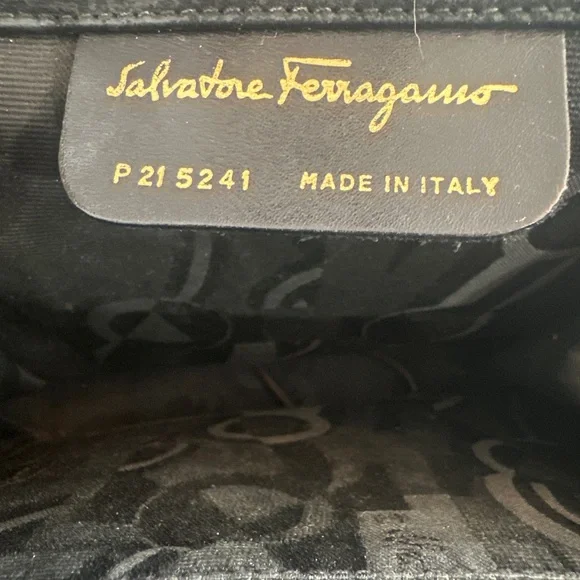 Salvatore Ferragamo
P 21 5241 MADE IN ITALY